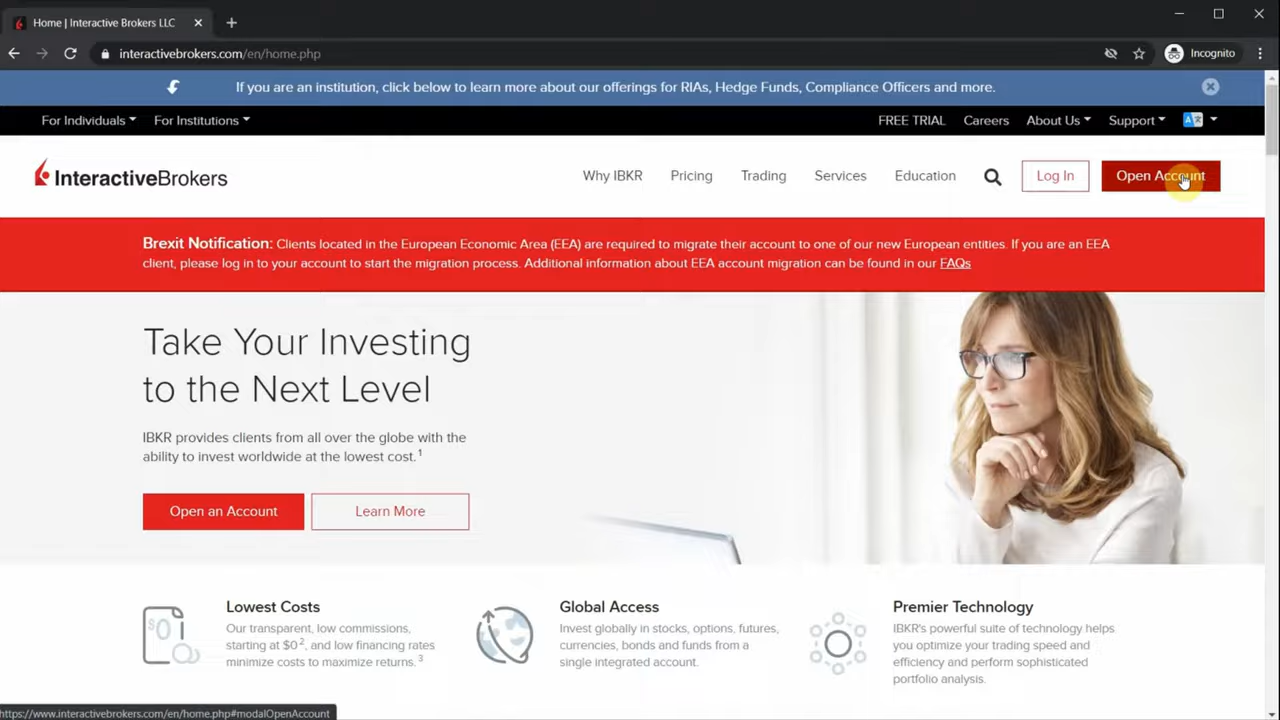 Home | Interactive Brokers LLC
interactivebrokers.com/en/home.php
Incognito
If you are an institution, click below to learn more about our offerings for RIAs, Hedge Funds, Compliance Officers and more.
For Individuals For Institutions FREE TRIAL Careers About Us Support
InteractiveBrokers Why IBKR Pricing Trading Services Education Log In Open Account
Brexit Notification: Clients located in the European Economic Area (EEA) are required to migrate their account to one of our new European entities. If you are an EEA
client, please log in to your account to start the migration process. Additional information about EEA account migration can be found in our FAQs
Take Your Investing
to the Next Level
IBKR provides clients from all over the globe with the
ability to invest worldwide at the lowest cost.¹
Open an Account Learn More
Lowest Costs
Our transparent, low commissions,
starting at $0², and low financing rates
minimize costs to maximize returns. ³
Global Access
Invest globally in stocks, options, futures,
currencies, bonds and funds from a
single integrated account.
Premier Technology
IBKR's powerful suite of technology helps
you optimize your trading speed and
efficiency and perform sophisticated
portfolio analysis.
https://www.interactivebrokers.com/en/home.php#modalOpenAccount